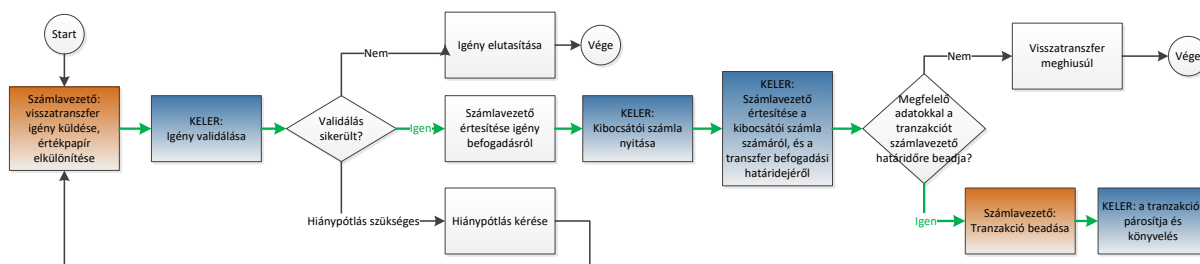 Start
Számlavezető:
visszatranszfer
igény küldése,
értékpapír
elkülönítése
KELER:
Igény validálása
Validálás
sikerült?
Nem
Igény elutasítása
Vége
Igen
Számlavezető
értesítése igény
befogadásról
KELER:
Kibocsátói számla
nyitása
KELER:
Számlavezető
értesítése a
kibocsátói számla
számáról, és a
transzfer befogadási
határidejéről
Megfelelő
adatokkal a
tranzakciót
számlavezető
határidőre beadja?
Nem
Visszatranszfer
meghiusúl
Vége
Igen
Számlavezető:
Tranzakció beadása
KELER: a tranzakció
párosítja és
könyvelés
Hiánypótlás szükséges
Hiánypótlás kérése